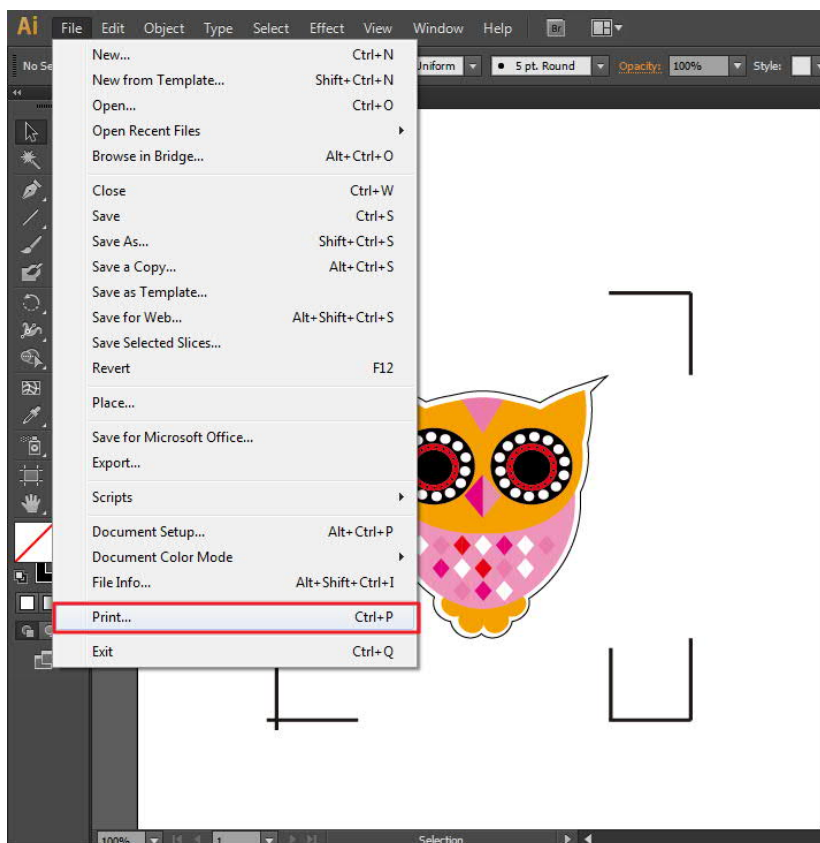 Ai File Edit Object Type Select Effect View Window Help Br
No Se Uniform 5 pt. Round Opacity: 100% Style:
New... Ctrl+N
New from Template... Shift+Ctrl+N
Open... Ctrl+O
Open Recent Files
Browse in Bridge... Alt+Ctrl+O
Close Ctrl+W
Save Ctrl+S
Save As... Shift+Ctrl+S
Save a Copy... Alt+Ctrl+S
Save as Template...
Save for Web... Alt+Shift+Ctrl+S
Save Selected Slices...
Revert F12
Place...
Save for Microsoft Office...
Export...
Scripts
Document Setup... Alt+Ctrl+P
Document Color Mode
File Info... Alt+Shift+Ctrl+I
Print... Ctrl+P
Exit Ctrl+Q
100% 1 Selection